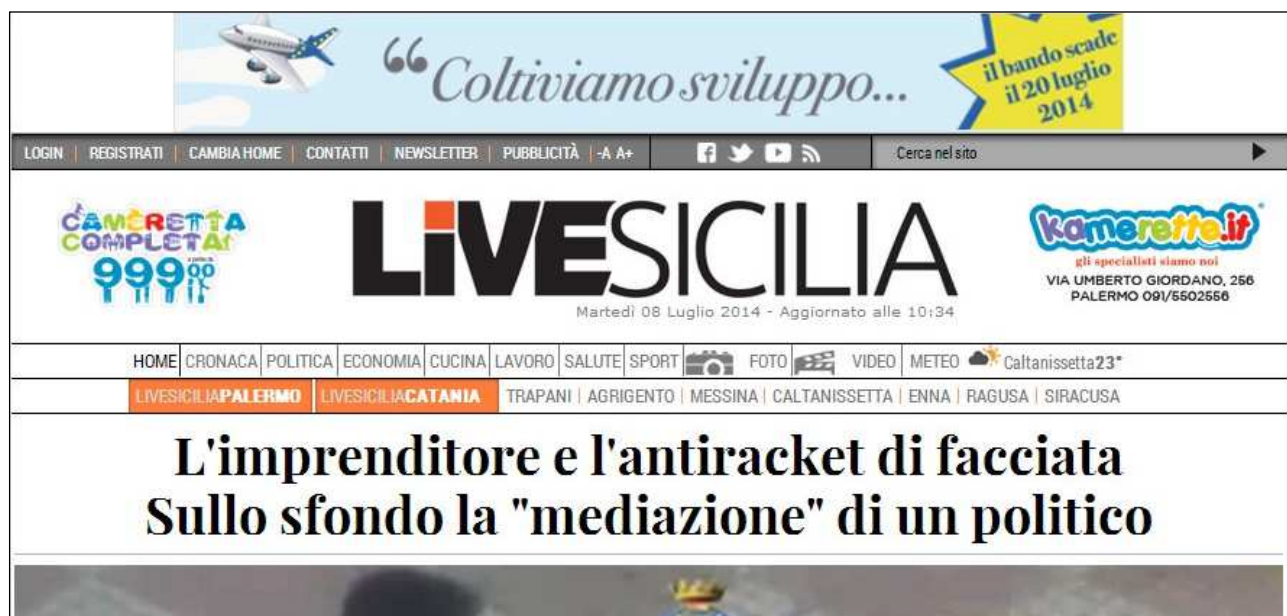 “Coltiviamo sviluppo...
il bando scade
il 20 luglio
2014
LOGIN | REGISTRATI | CAMBIA HOME | CONTATTI | NEWSLETTER | PUBBLICITÀ | -A A+
Cerca nel sito
CAMERETTA
COMPLETA!
999,00
LiVESICILIA
Martedì 08 Luglio 2014 - Aggiornato alle 10:34
kamerette.it
gli specialisti siamo noi
VIA UMBERTO GIORDANO, 256
PALERMO 091/5502556
HOME | CRONACA | POLITICA | ECONOMIA | CUCINA | LAVORO | SALUTE | SPORT | FOTO | VIDEO | METEO Caltanissetta 23°
LIVESICILIAPALERMO LIVESICILIACATANIA TRAPANI | AGRIGENTO | MESSINA | CALTANISSETTA | ENNA | RAGUSA | SIRACUSA
L'imprenditore e l'antiracket di facciata
Sullo sfondo la "mediazione" di un politico